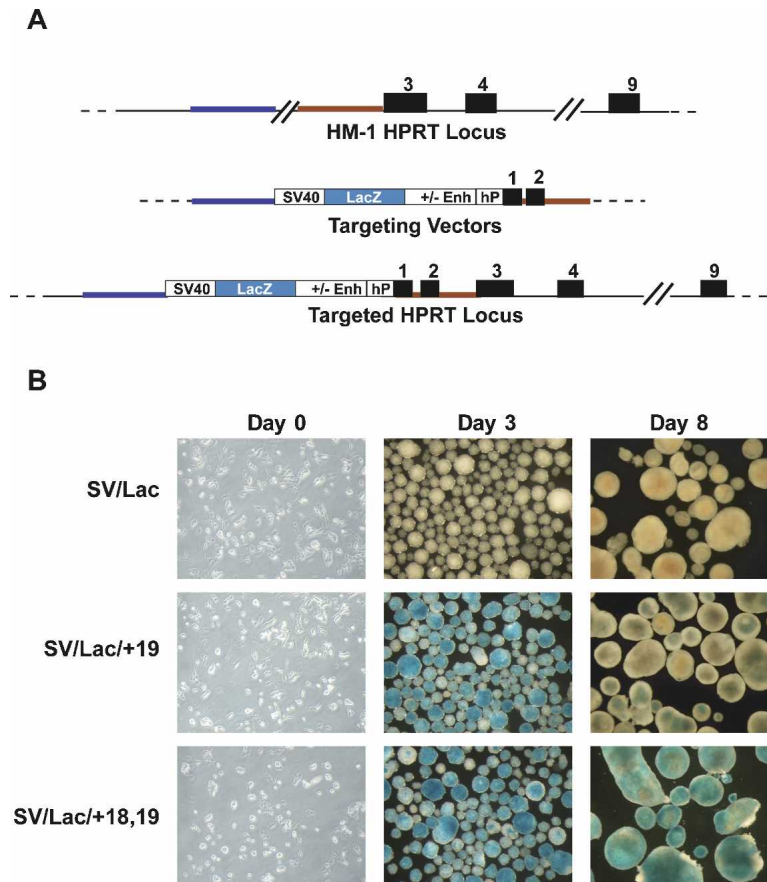 A
3 4 9
HM-1 HPRT Locus
1 2
SV40 LacZ +/- Enh hP
Targeting Vectors
1 2 3 4 9
SV40 LacZ +/- Enh hP
Targeted HPRT Locus
B
Day 0 Day 3 Day 8
SV/Lac
SV/Lac/+19
SV/Lac/+18,19